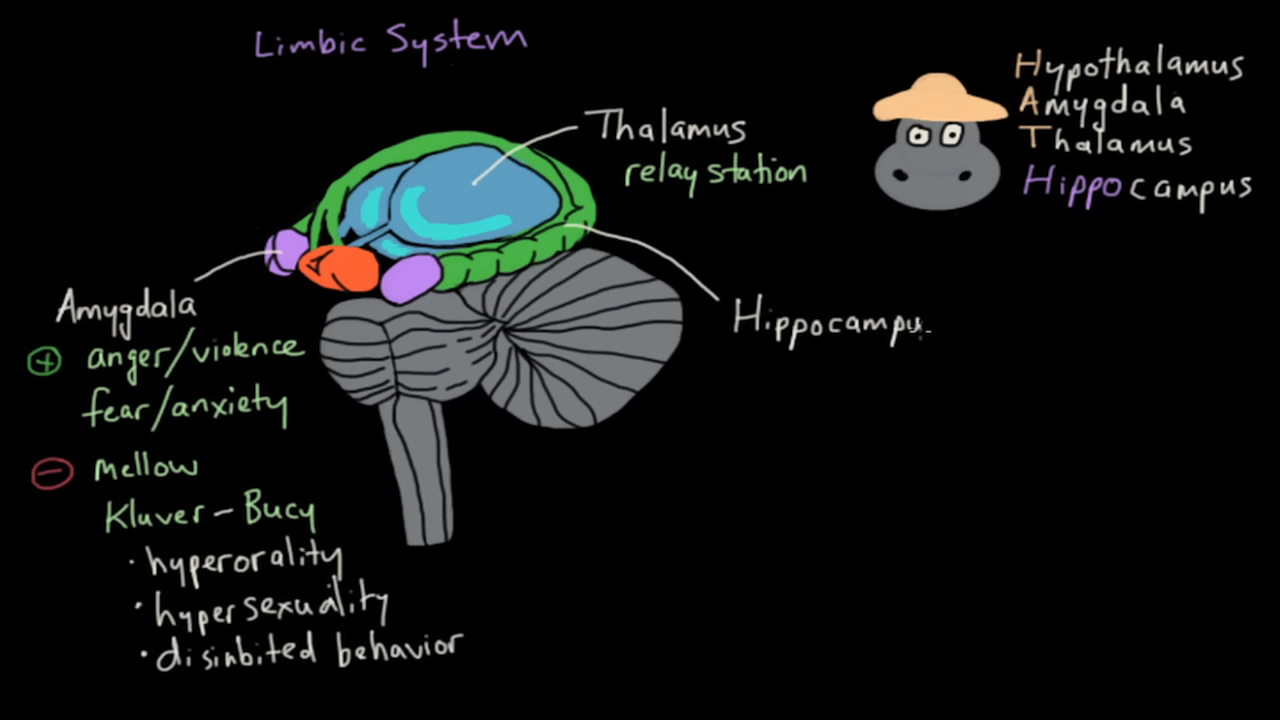 Limbic System
Hypothalamus
Amygdala
Thalamus
Hippocampus
Thalamus
relay station
Hippocampu
Amygdala
+ anger/violence
fear/anxiety
- mellow
Kluver - Bucy
· hyperorality
· hypersexuality
· disinbited behavior